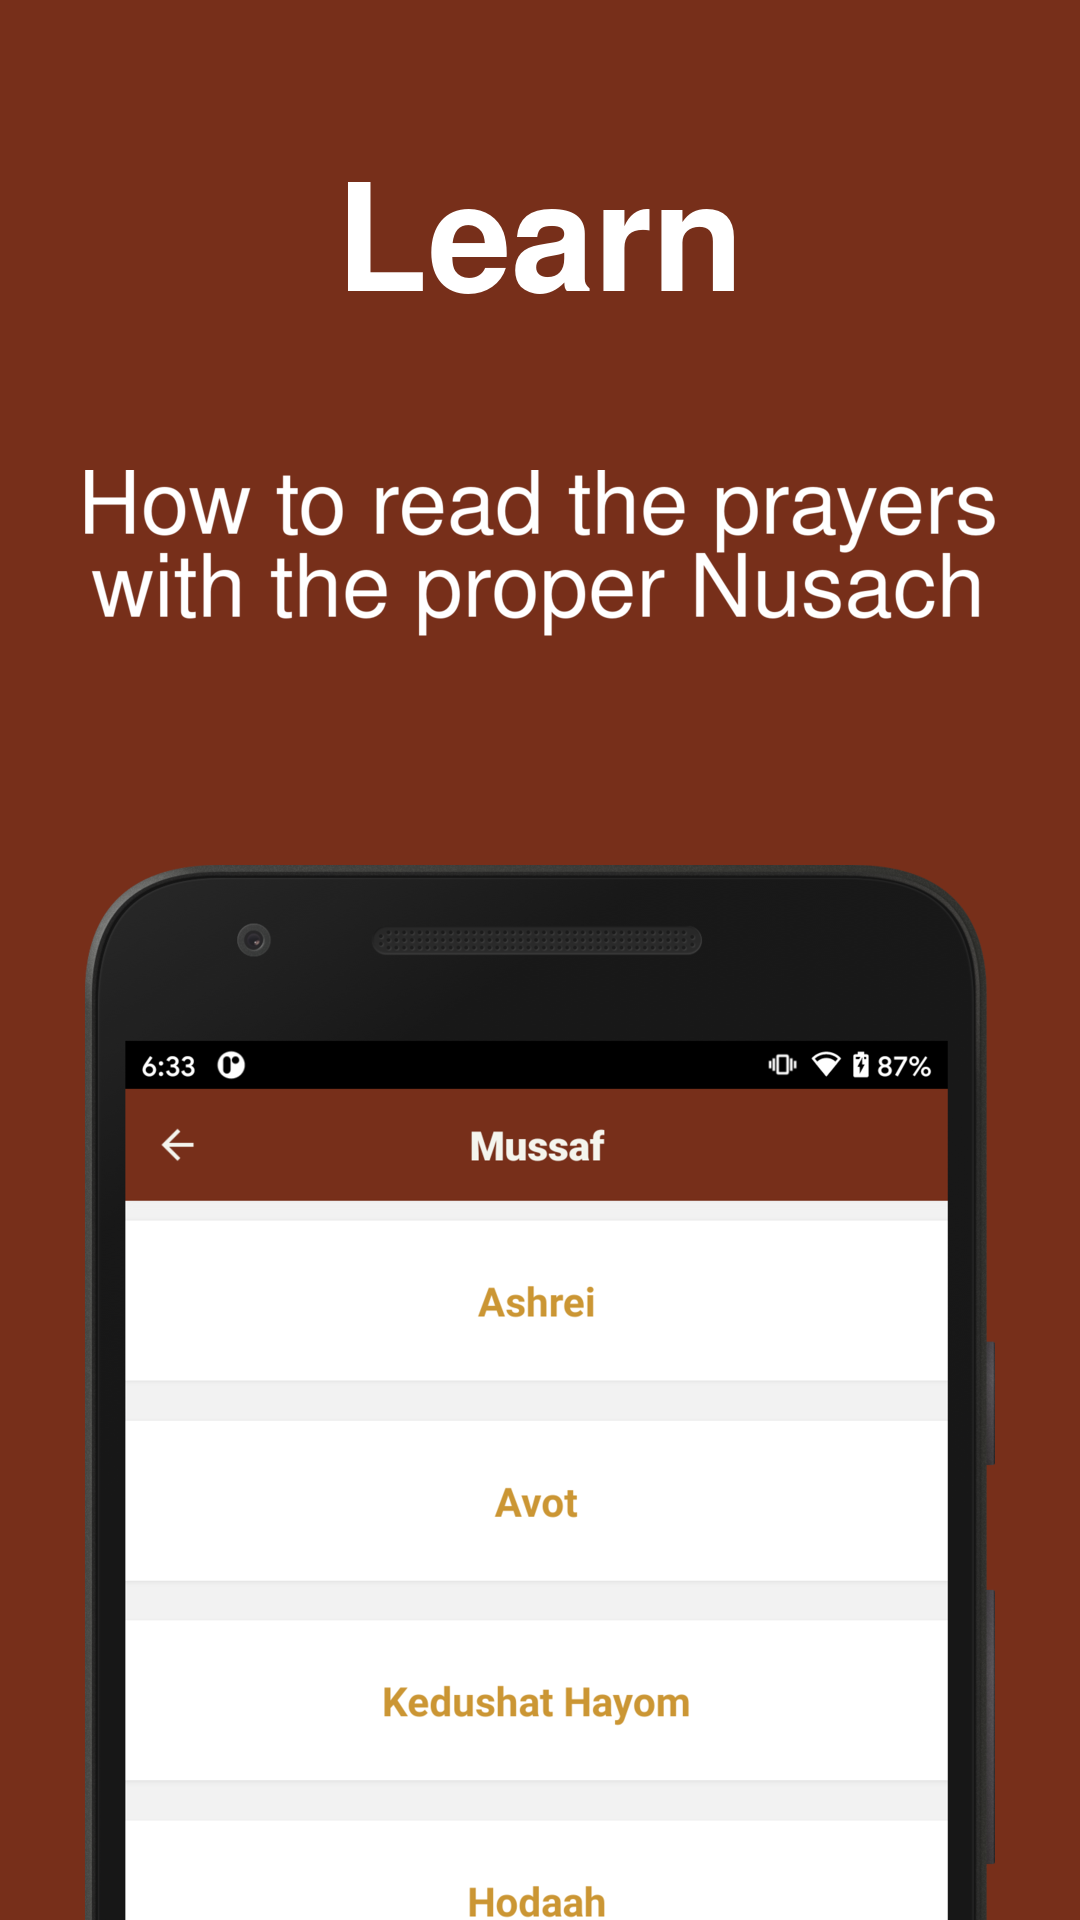 Learn
How to read the prayers
with the proper Nusach
6:33 87%
Mussaf
Ashrei
Avot
Kedushat Hayom
Hodaah